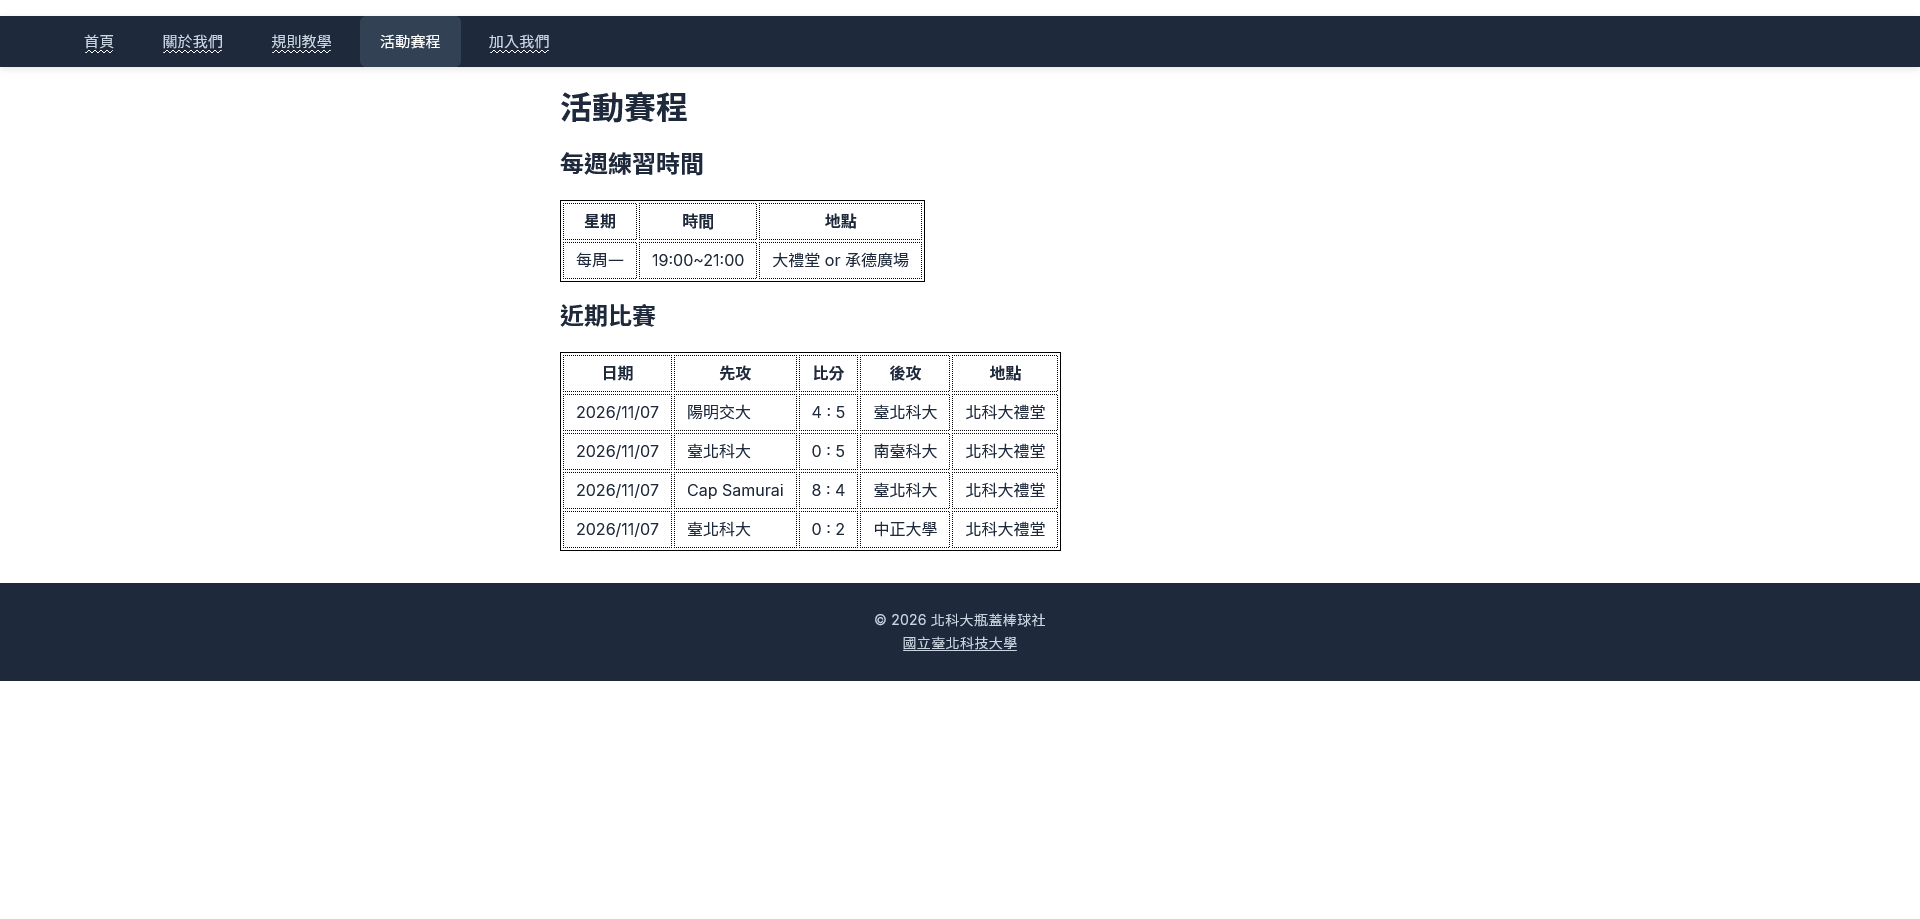 首頁 關於我們 規則教學 活動賽程 加入我們
活動賽程
每週練習時間
星期 時間 地點
每周一 19:00~21:00 大禮堂 or 承德廣場
近期比賽
日期 先攻 比分 後攻 地點
2026/11/07 陽明交大 4 : 5 臺北科大 北科大禮堂
2026/11/07 臺北科大 0 : 5 南臺科大 北科大禮堂
2026/11/07 Cap Samurai 8 : 4 臺北科大 北科大禮堂
2026/11/07 臺北科大 0 : 2 中正大學 北科大禮堂
© 2026 北科大瓶蓋棒球社
國立臺北科技大學